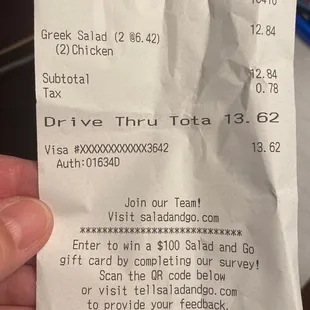 Greek Salad (2 @6.42) 12.84
(2)Chicken
Subtotal 12.84
Tax 0.78
Drive Thru Tota 13.62
Visa #XXXXXXXXXXXX3642 13.62
Auth:01634D
Join our Team!
Visit saladandgo.com
******************************
Enter to win a $100 Salad and Go
gift card by completing our survey!
Scan the QR code below
or visit tellsaladandgo.com
to provide your feedback.